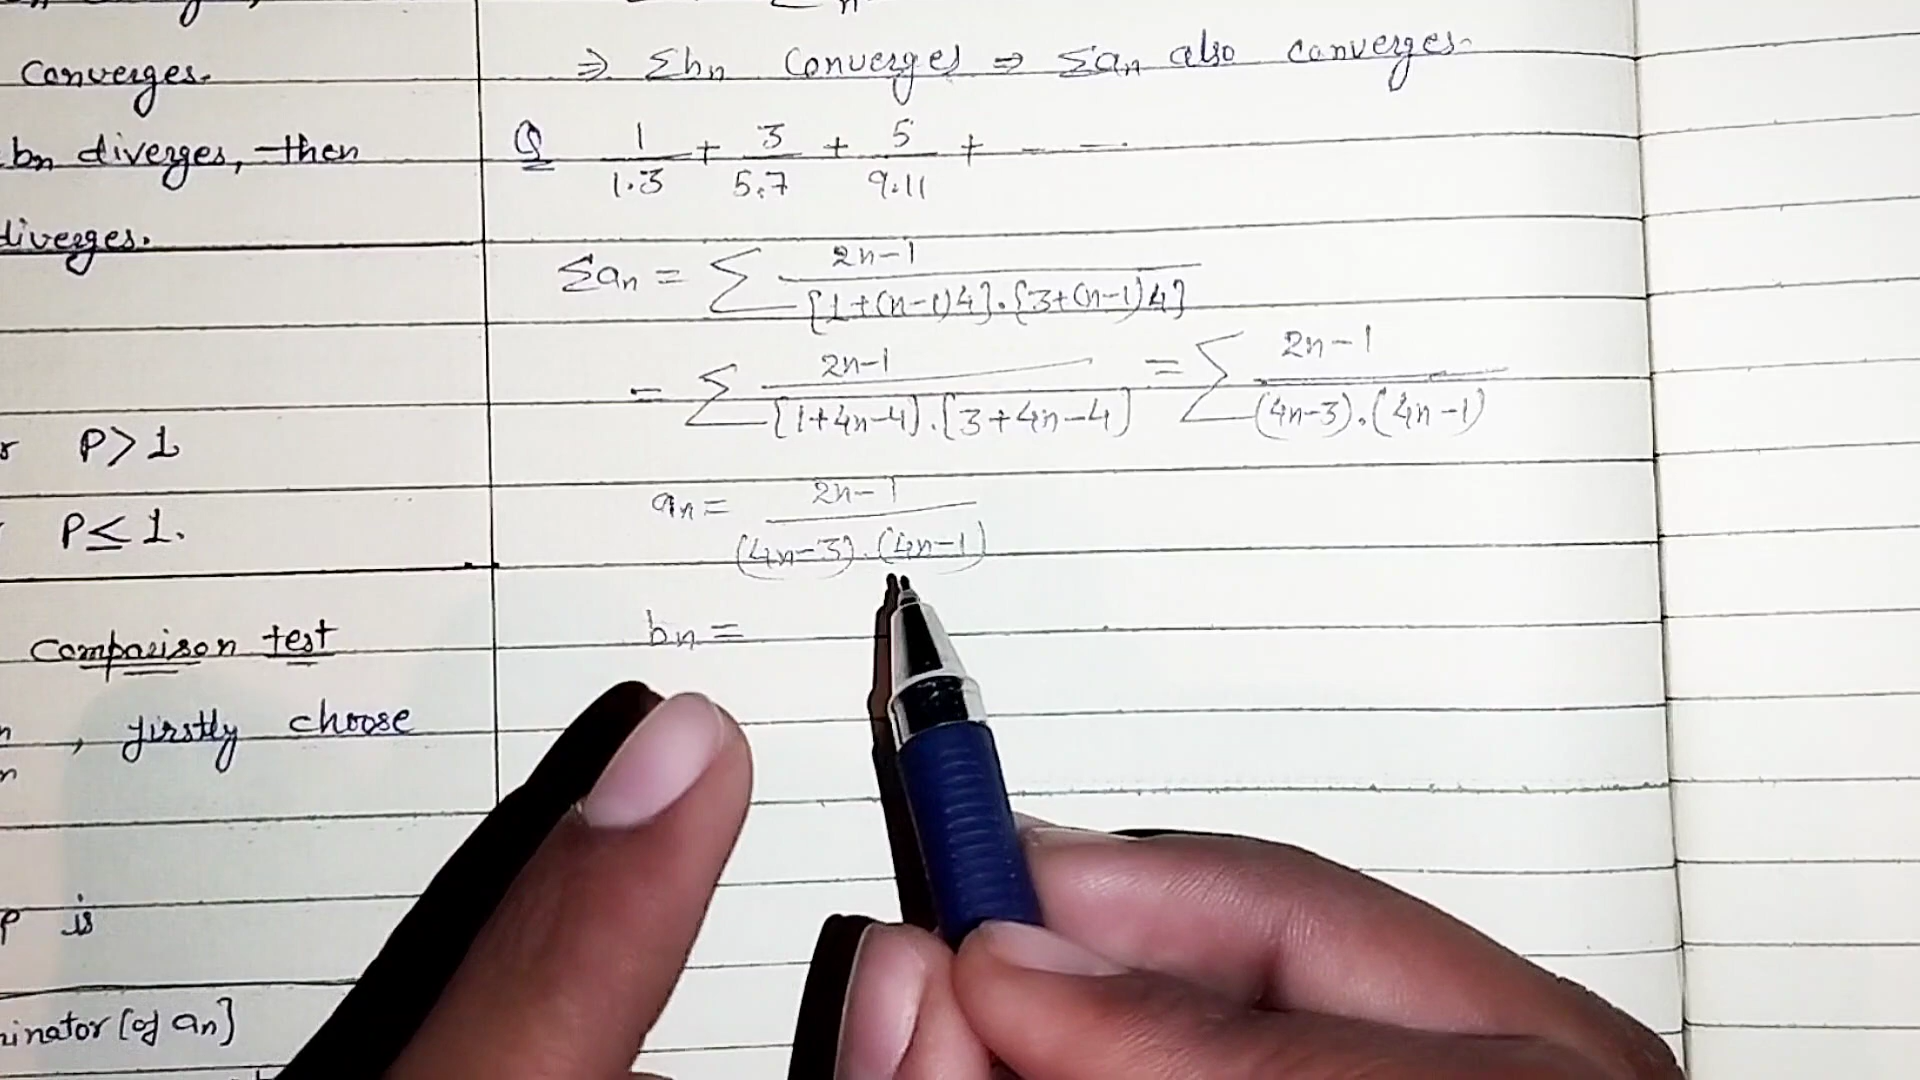 converges.
bn diverges, then
diverges.
P>1
P≤1.
Comparison test
, firstly choose
P is
inator [of an]
⇒ Σbn converges ⇒ Σan also converges.
Q 1/1.3 + 3/5.7 + 5/9.11 + - - -
Σan = Σ 2n-1/[1+(n-1)4].[3+(n-1)4]
= Σ 2n-1/[1+4n-4].[3+4n-4] = Σ 2n-1/(4n-3).(4n-1)
an = 2n-1/(4n-3).(4n-1)
bn =